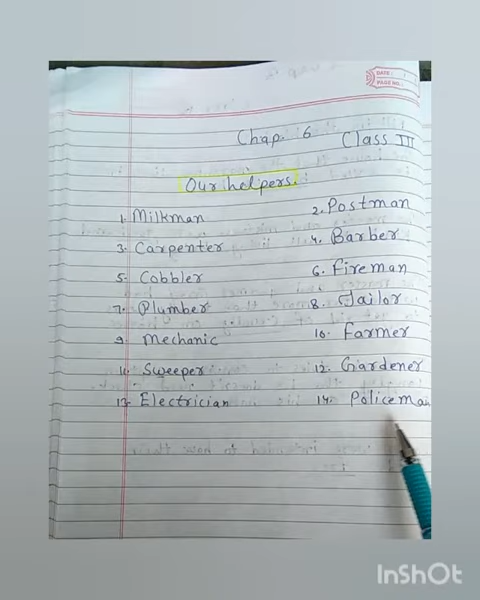 DATE:
PAGE NO.:
Chap. 6 Class III
Our helpers.
1. Milkman 2. Postman
3. Carpenter 4. Barber
5. Cobbler 6. Fireman
7. Plumber 8. Tailor
9. Mechanic 10. Farmer
11. Sweeper 12. Gardener
13. Electrician 14. Policeman
InShOt